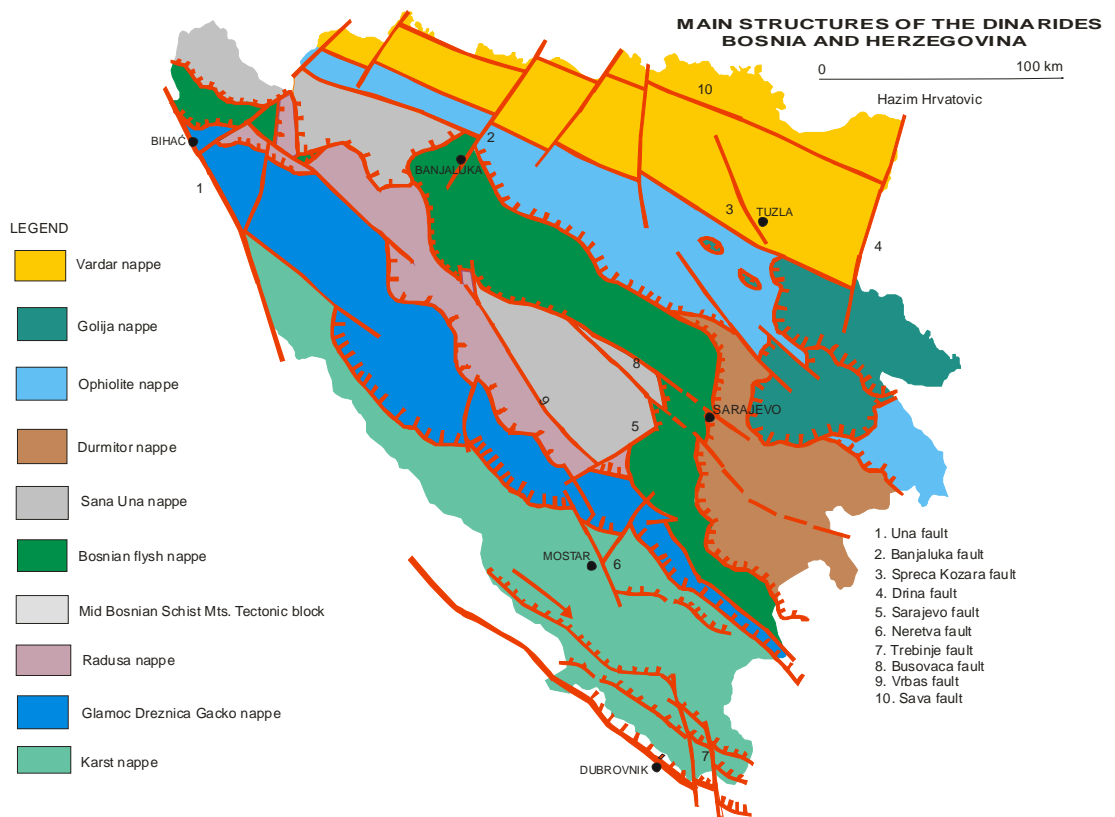 MAIN STRUCTURES OF THE DINARIDES
BOSNIA AND HERZEGOVINA
0 100 km
Hazim Hrvatovic
10
BIHAĆ
2
BANJALUKA
1
3
TUZLA
4
LEGEND
Vardar nappe
Golija nappe
Ophiolite nappe
Durmitor nappe
Sana Una nappe
Bosnian flysh nappe
Mid Bosnian Schist Mts. Tectonic block
Radusa nappe
Glamoc Dreznica Gacko nappe
Karst nappe
8
9
SARAJEVO
5
MOSTAR
6
7
DUBROVNIK
1. Una fault
2. Banjaluka fault
3. Spreca Kozara fault
4. Drina fault
5. Sarajevo fault
6. Neretva fault
7. Trebinje fault
8. Busovaca fault
9. Vrbas fault
10. Sava fault